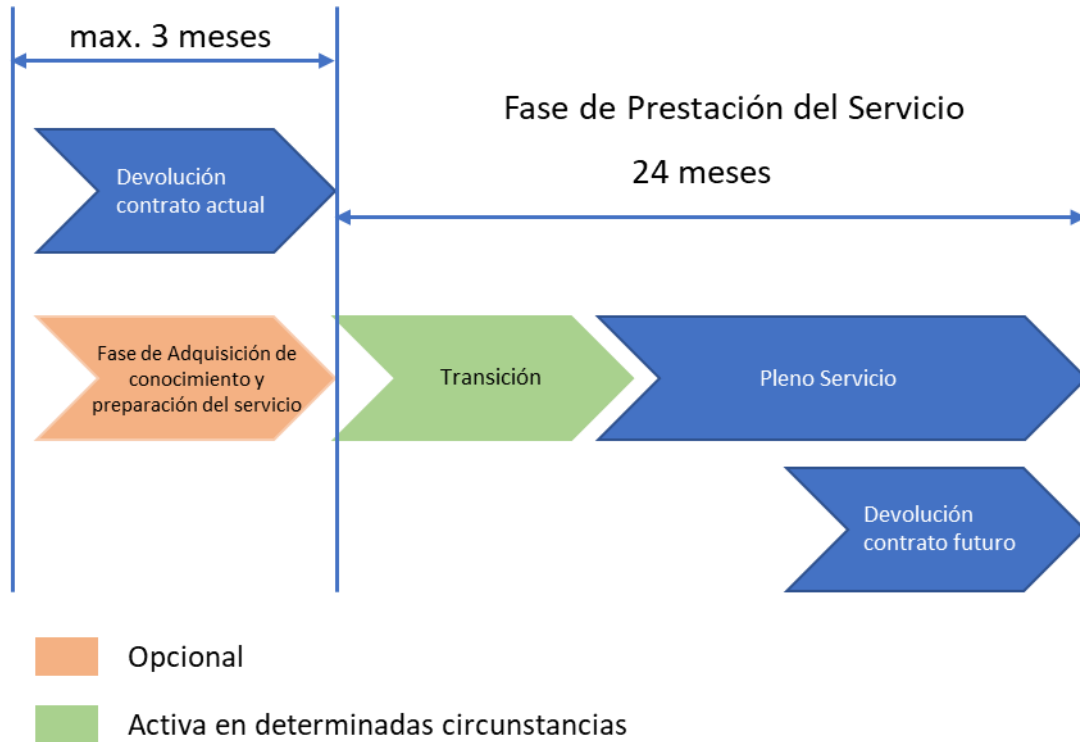 max. 3 meses
Fase de Prestación del Servicio
24 meses
Devolución
contrato actual
Fase de Adquisición de
conocimiento y
preparación del servicio
Transición
Pleno Servicio
Devolución
contrato futuro
Opcional
Activa en determinadas circunstancias